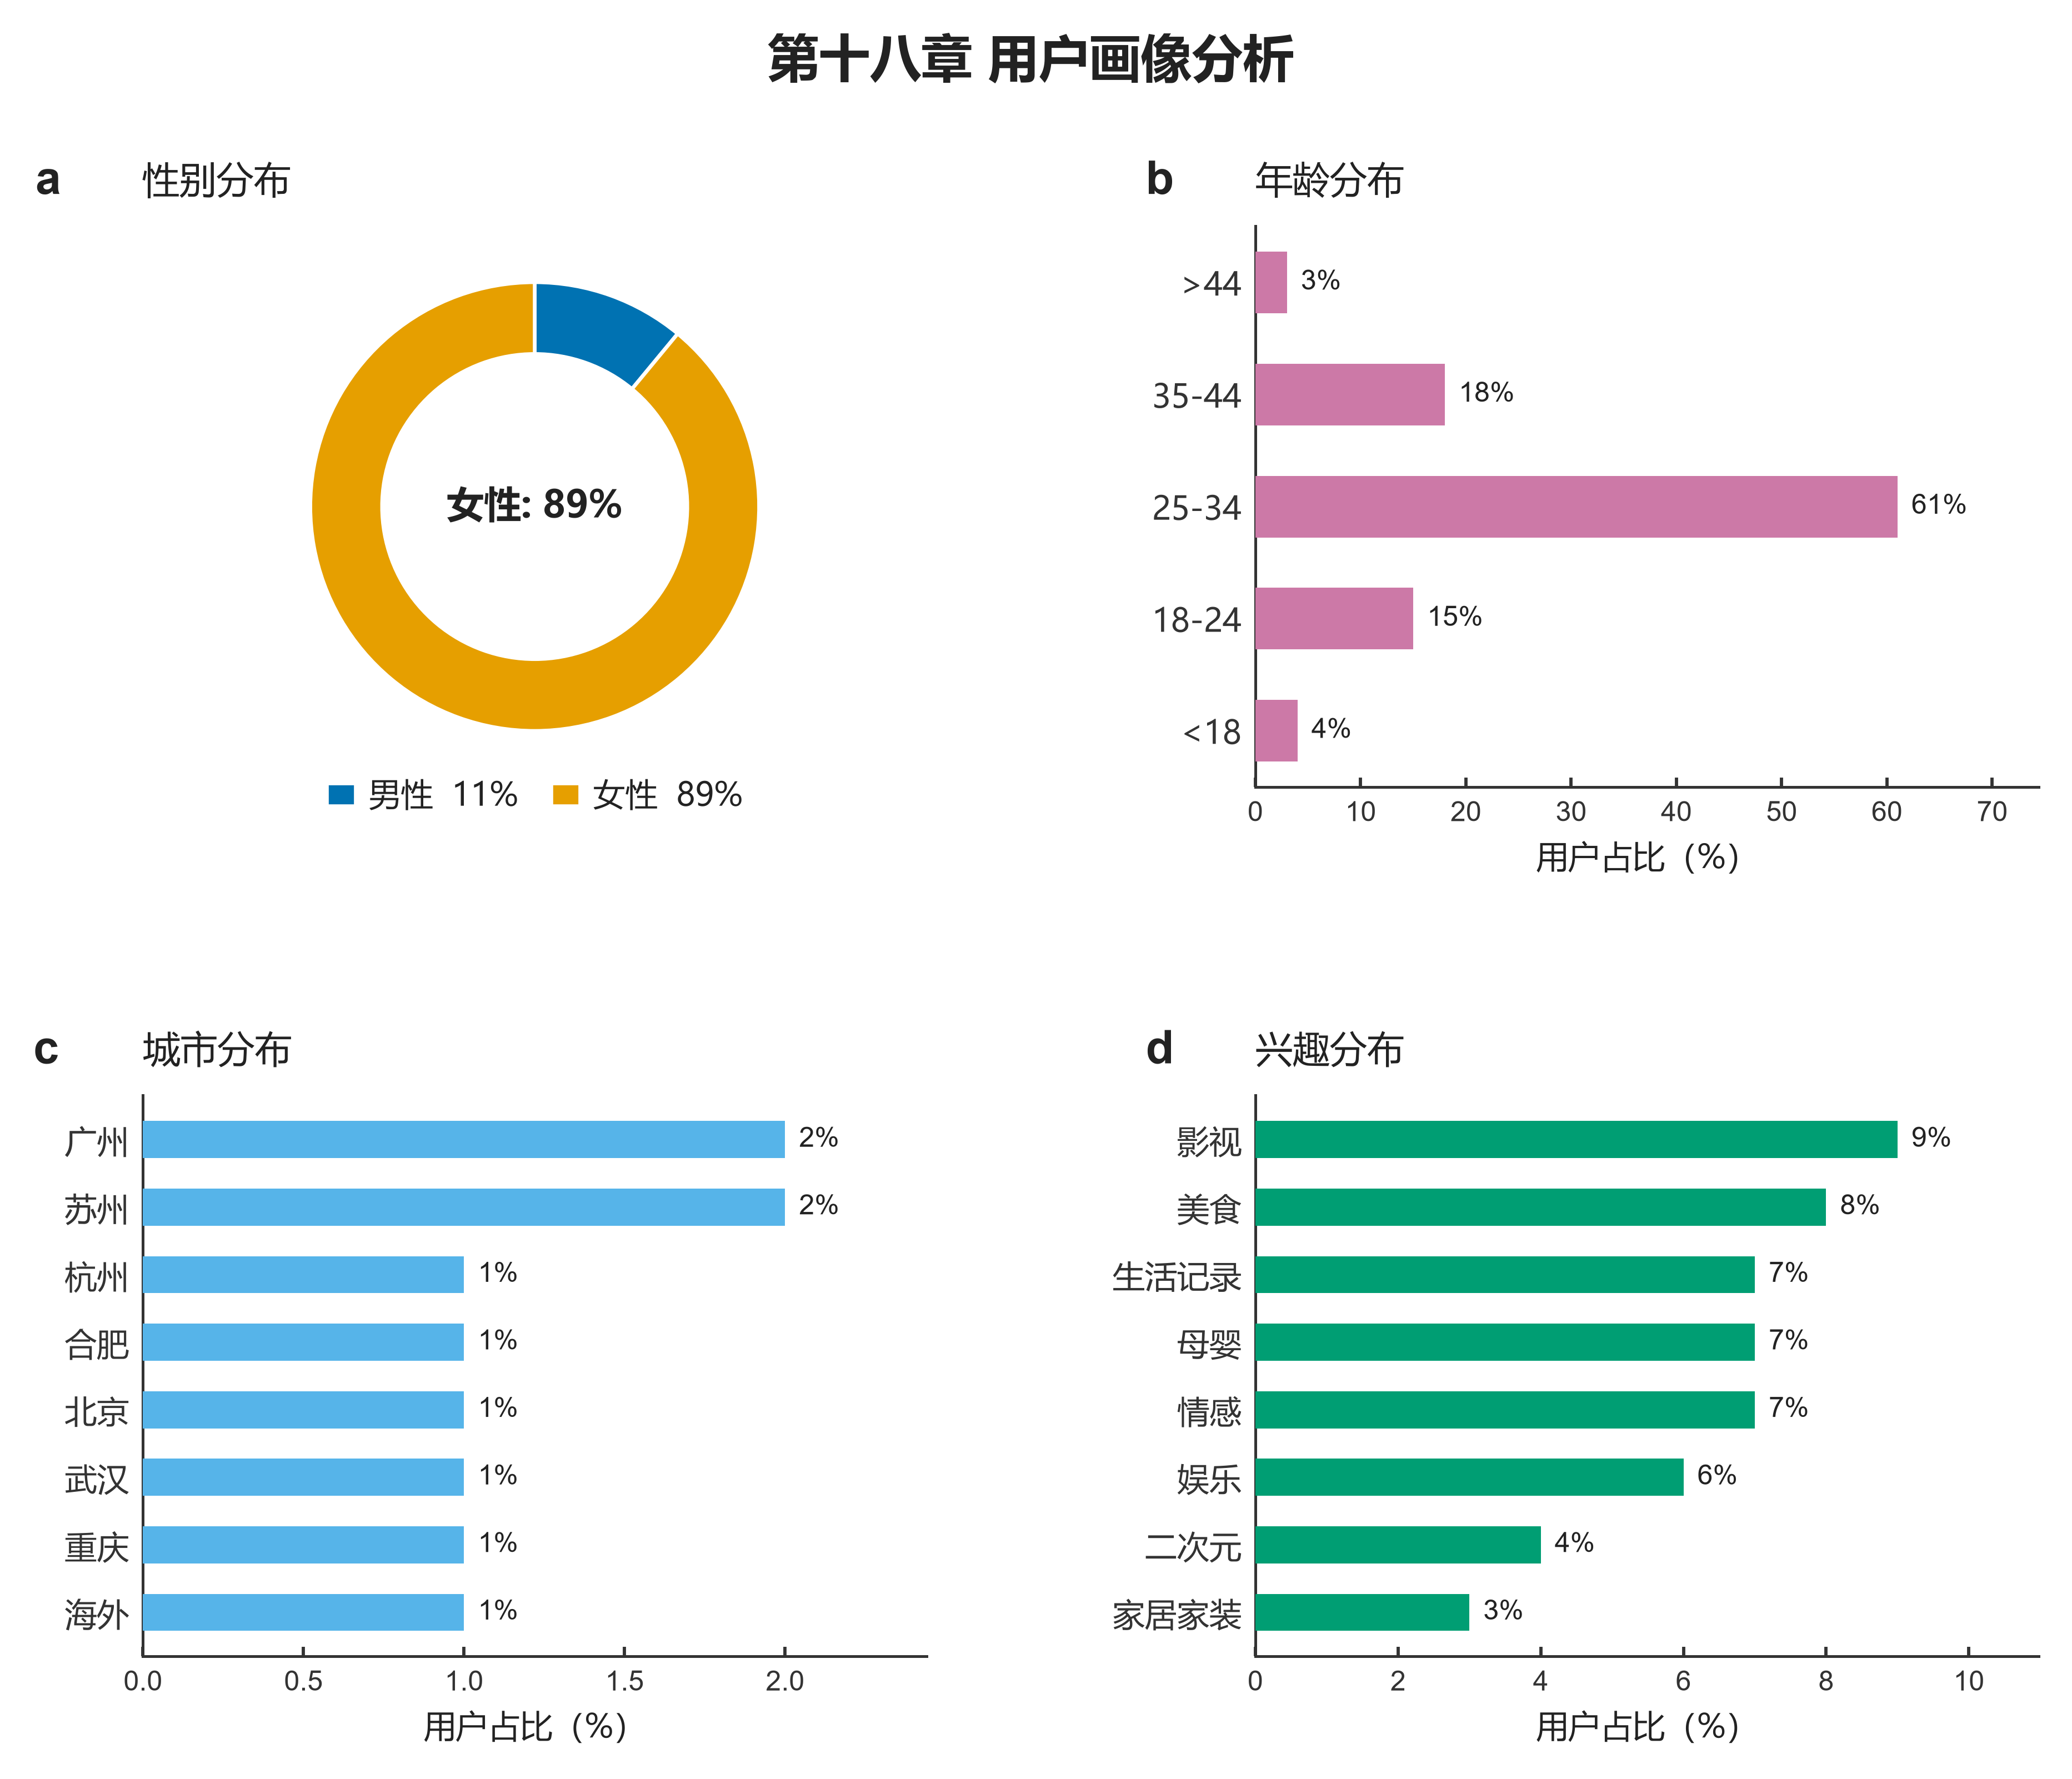 第十八章 用户画像分析
a 性别分布
女性: 89%
男性 11% 女性 89%
b 年龄分布
>44 3%
35-44 18%
25-34 61%
18-24 15%
<18 4%
0 10 20 30 40 50 60 70
用户占比（%）
c 城市分布
广州 2%
苏州 2%
杭州 1%
合肥 1%
北京 1%
武汉 1%
重庆 1%
海外 1%
0.0 0.5 1.0 1.5 2.0
用户占比（%）
d 兴趣分布
影视 9%
美食 8%
生活记录 7%
母婴 7%
情感 7%
娱乐 6%
二次元 4%
家居家装 3%
0 2 4 6 8 10
用户占比（%）